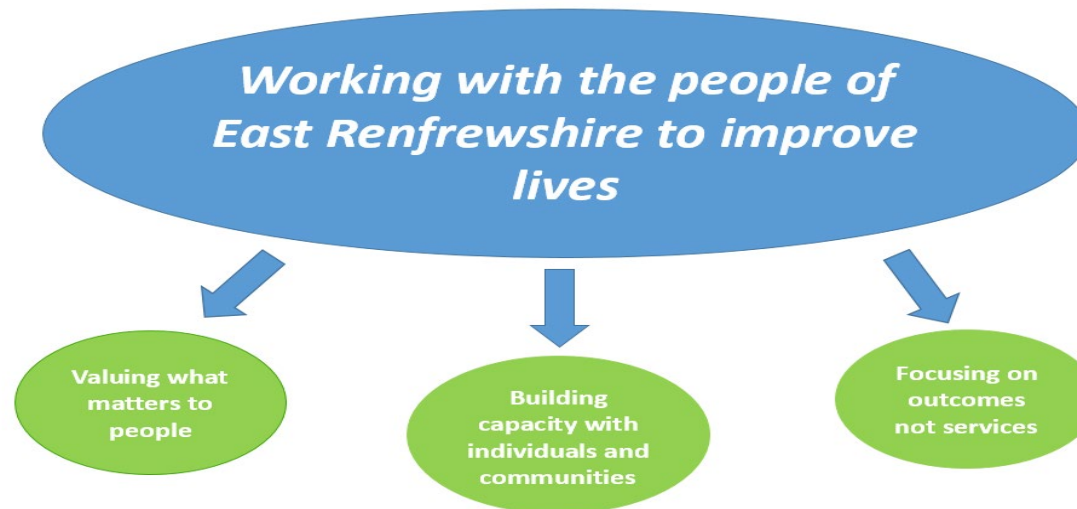 Working with the people of
East Renfrewshire to improve
lives
Valuing what
matters to
people
Building
capacity with
individuals and
communities
Focusing on
outcomes
not services